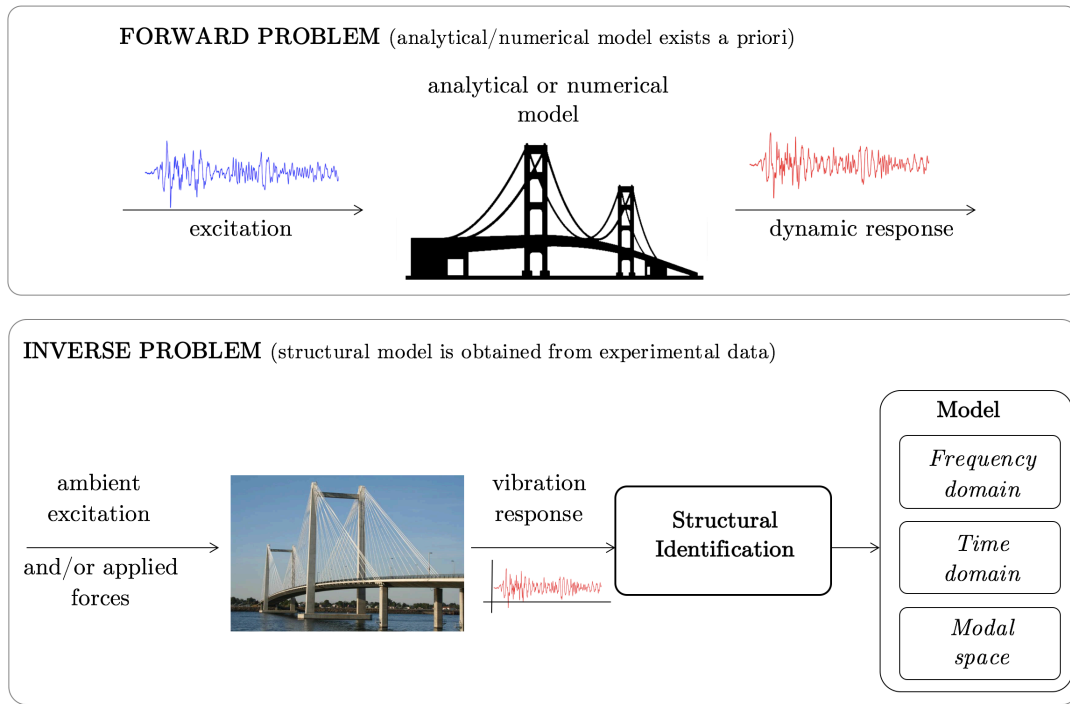 FORWARD PROBLEM (analytical/numerical model exists a priori)
analytical or numerical
model
excitation
dynamic response
INVERSE PROBLEM (structural model is obtained from experimental data)
ambient
excitation
and/or applied
forces
vibration
response
Structural
Identification
Model
Frequency
domain
Time
domain
Modal
space